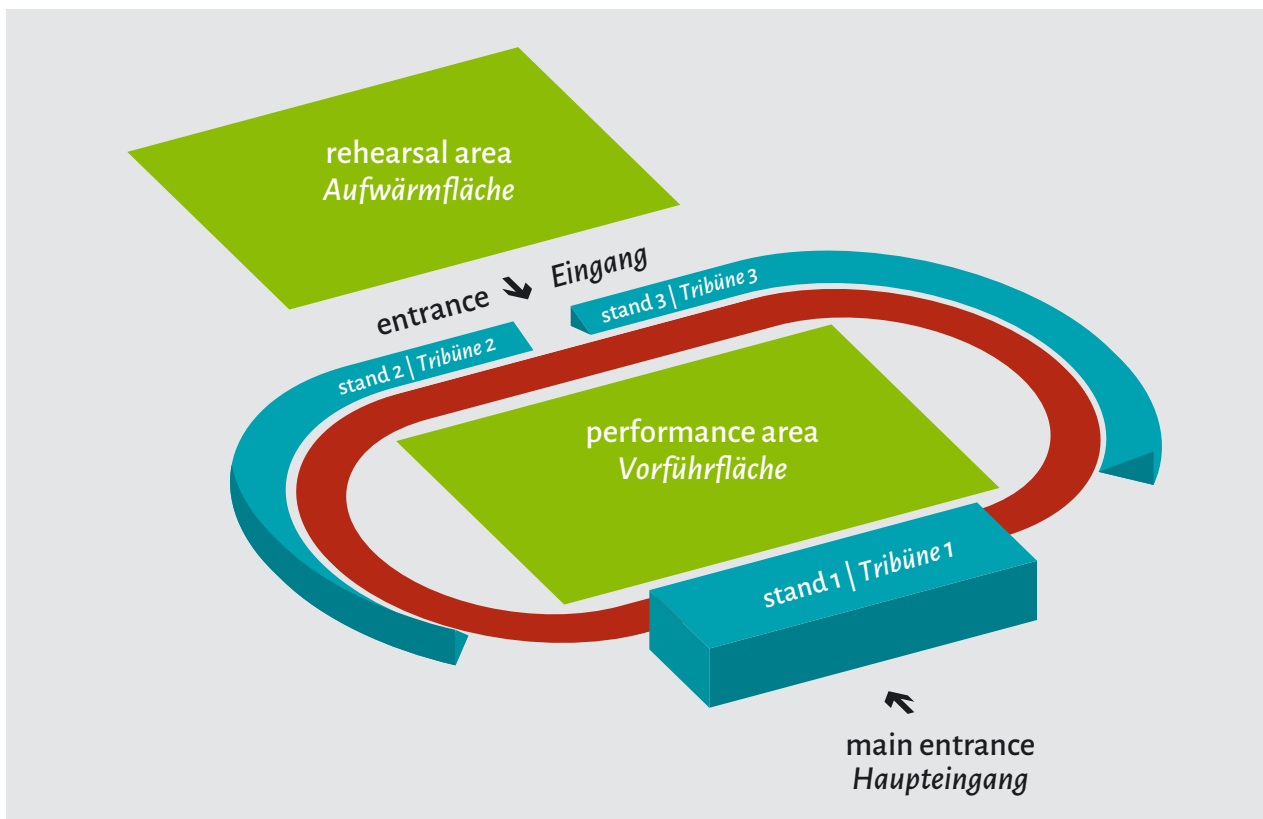 rehearsal area
Aufwärmfläche
entrance Eingang
stand 3 | Tribüne 3
stand 2 | Tribüne 2
performance area
Vorführfläche
stand 1 | Tribüne 1
main entrance
Haupteingang